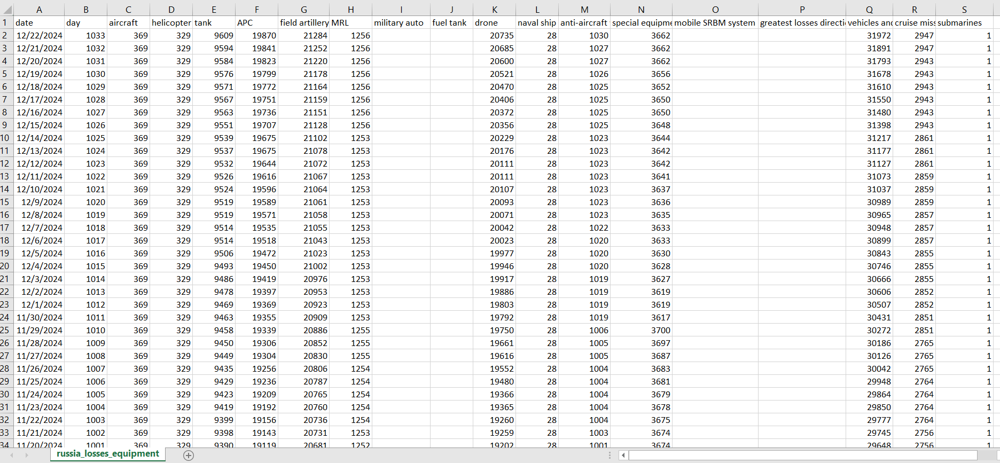 A B C D E F G H I J K L M N O P Q R S
1 date day aircraft helicopter tank APC field artillery MRL military auto fuel tank drone naval ship anti-aircraft special equipme mobile SRBM system greatest losses directi vehicles and cruise miss submarines
2 12/22/2024 1033 369 329 9609 19870 21284 1256 20735 28 1030 3662 31972 2947 1
3 12/21/2024 1032 369 329 9594 19841 21252 1256 20685 28 1027 3662 31891 2947 1
4 12/20/2024 1031 369 329 9584 19823 21220 1256 20600 28 1027 3662 31793 2943 1
5 12/19/2024 1030 369 329 9576 19799 21178 1256 20521 28 1026 3656 31678 2943 1
6 12/18/2024 1029 369 329 9571 19772 21164 1256 20470 28 1025 3652 31610 2943 1
7 12/17/2024 1028 369 329 9567 19751 21159 1256 20406 28 1025 3650 31550 2943 1
8 12/16/2024 1027 369 329 9563 19736 21151 1256 20372 28 1025 3650 31480 2943 1
9 12/15/2024 1026 369 329 9551 19707 21128 1256 20356 28 1025 3648 31398 2943 1
10 12/14/2024 1025 369 329 9539 19675 21102 1253 20229 28 1023 3644 31217 2861 1
11 12/13/2024 1024 369 329 9537 19675 21078 1253 20176 28 1023 3642 31177 2861 1
12 12/12/2024 1023 369 329 9532 19644 21072 1253 20111 28 1023 3642 31127 2861 1
13 12/11/2024 1022 369 329 9526 19616 21067 1253 20111 28 1023 3641 31073 2859 1
14 12/10/2024 1021 369 329 9524 19596 21064 1253 20107 28 1023 3637 31037 2859 1
15 12/9/2024 1020 369 329 9519 19589 21061 1253 20093 28 1023 3636 30989 2859 1
16 12/8/2024 1019 369 329 9519 19571 21058 1253 20071 28 1023 3635 30965 2857 1
17 12/7/2024 1018 369 329 9514 19535 21055 1253 20042 28 1022 3633 30948 2857 1
18 12/6/2024 1017 369 329 9514 19518 21043 1253 20023 28 1020 3633 30899 2857 1
19 12/5/2024 1016 369 329 9506 19472 21023 1253 19977 28 1020 3630 30843 2855 1
20 12/4/2024 1015 369 329 9493 19450 21002 1253 19946 28 1020 3628 30746 2855 1
21 12/3/2024 1014 369 329 9486 19419 20976 1253 19917 28 1019 3627 30666 2855 1
22 12/2/2024 1013 369 329 9478 19397 20953 1253 19886 28 1019 3619 30606 2852 1
23 12/1/2024 1012 369 329 9469 19369 20923 1253 19803 28 1019 3619 30507 2852 1
24 11/30/2024 1011 369 329 9463 19355 20909 1253 19792 28 1019 3617 30431 2851 1
25 11/29/2024 1010 369 329 9458 19339 20886 1255 19750 28 1006 3700 30272 2851 1
26 11/28/2024 1009 369 329 9450 19306 20852 1255 19661 28 1005 3697 30186 2765 1
27 11/27/2024 1008 369 329 9449 19304 20830 1255 19616 28 1005 3687 30126 2765 1
28 11/26/2024 1007 369 329 9435 19256 20806 1254 19552 28 1004 3683 30042 2765 1
29 11/25/2024 1006 369 329 9429 19236 20787 1254 19480 28 1004 3681 29948 2764 1
30 11/24/2024 1005 369 329 9423 19209 20765 1254 19366 28 1004 3679 29864 2764 1
31 11/23/2024 1004 369 329 9419 19192 20760 1254 19365 28 1004 3678 29850 2764 1
32 11/22/2024 1003 369 329 9399 19156 20736 1254 19260 28 1004 3675 29777 2764 1
33 11/21/2024 1002 369 329 9398 19143 20731 1253 19259 28 1003 3674 29745 2756 1
34 11/20/2024 1001 369 329 9390 19119 20681 1252 19202 28 1001 3674 29648 2756 1
russia_losses_equipment